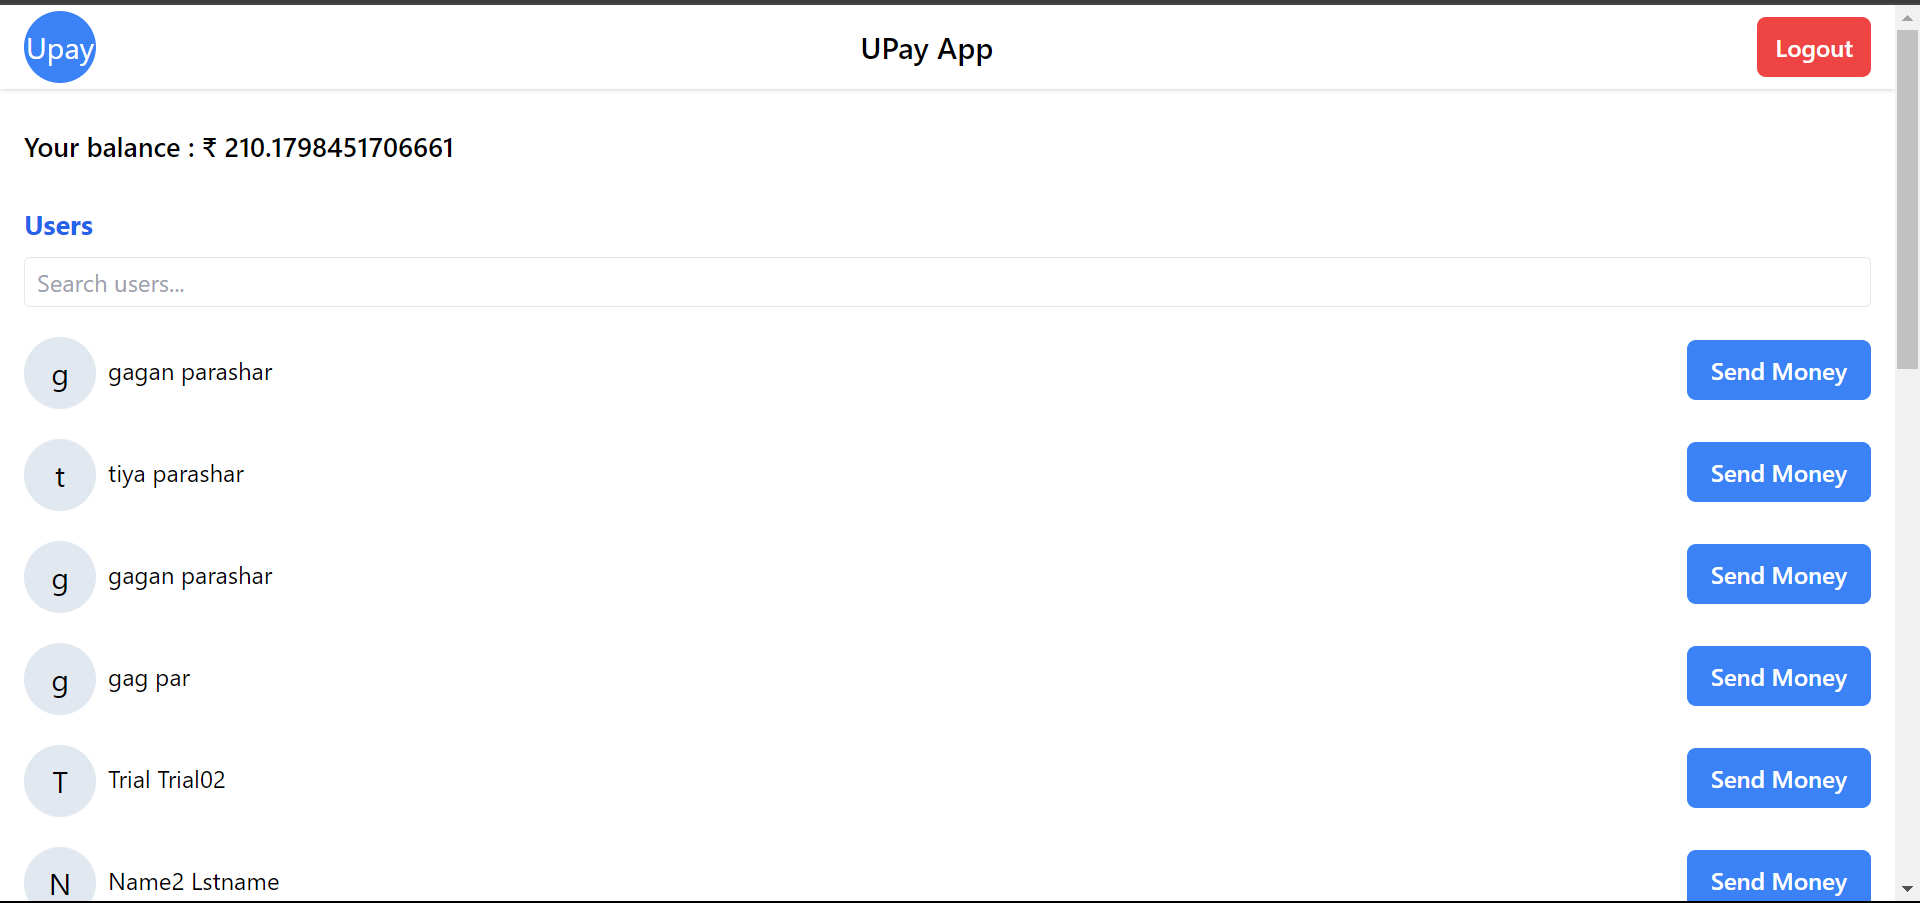 Upay
UPay App
Logout
Your balance : ₹ 210.1798451706661
Users
Search users...
g
gagan parashar
Send Money
t
tiya parashar
Send Money
g
gagan parashar
Send Money
g
gag par
Send Money
T
Trial Trial02
Send Money
N
Name2 Lstname
Send Money